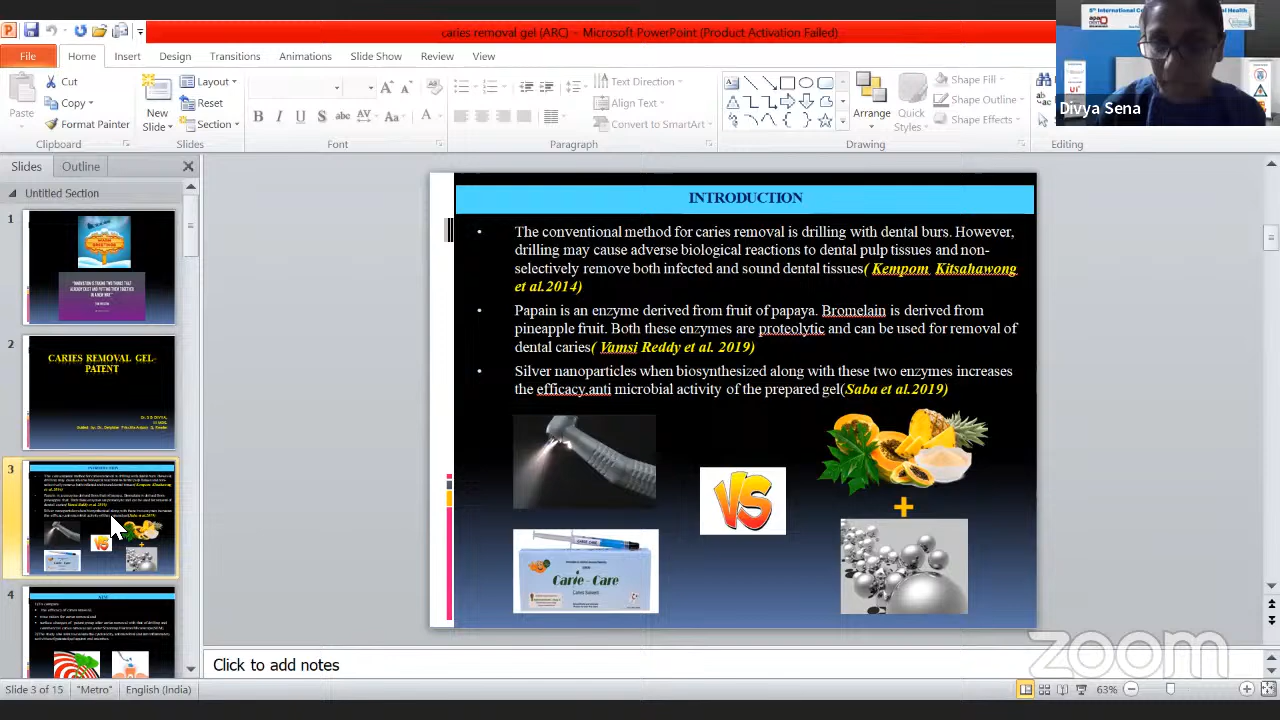 caries removal gel (ARC) - Microsoft PowerPoint (Product Activation Failed)
File Home Insert Design Transitions Animations Slide Show Review View
Paste
Cut
Copy
Format Painter
Clipboard
New
Slide
Layout
Reset
Section
Slides
B I U S abc AV Aa A
Font
Text Direction
Align Text
Convert to SmartArt
Paragraph
Arrange
Quick
Styles
Shape Fill
Shape Outline
Shape Effects
Drawing
Editing
Divya Sena
Slides Outline
Untitled Section
1
2
CARIES REMOVAL GEL-
PATENT
3
4
INTRODUCTION
• The conventional method for caries removal is drilling with dental burs. However,
drilling may cause adverse biological reactions to dental pulp tissues and non-
selectively remove both infected and sound dental tissues( Kempom Kitsahawong
et al.2014)
• Papain is an enzyme derived from fruit of papaya. Bromelain is derived from
pineapple fruit. Both these enzymes are proteolytic and can be used for removal of
dental caries( Vamsi Reddy et al. 2019)
• Silver nanoparticles when biosynthesized along with these two enzymes increases
the efficacy,anti microbial activity of the prepared gel(Saba et al.2019)
VS
+
Carie-Care
zoom
Click to add notes
Slide 3 of 15 "Metro" English (India) 63%